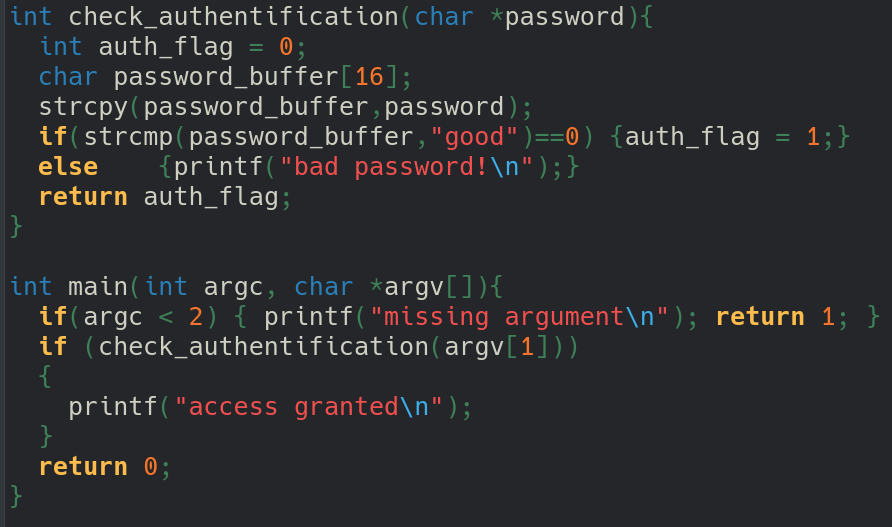 int check_authentification(char *password){
  int auth_flag = 0;
  char password_buffer[16];
  strcpy(password_buffer,password);
  if(strcmp(password_buffer,"good")==0) {auth_flag = 1;}
  else    {printf("bad password!\n");}
  return auth_flag;
}

int main(int argc, char *argv[]){
  if(argc < 2) { printf("missing argument\n"); return 1; }
  if (check_authentification(argv[1]))
  {
    printf("access granted\n");
  }
  return 0;
}